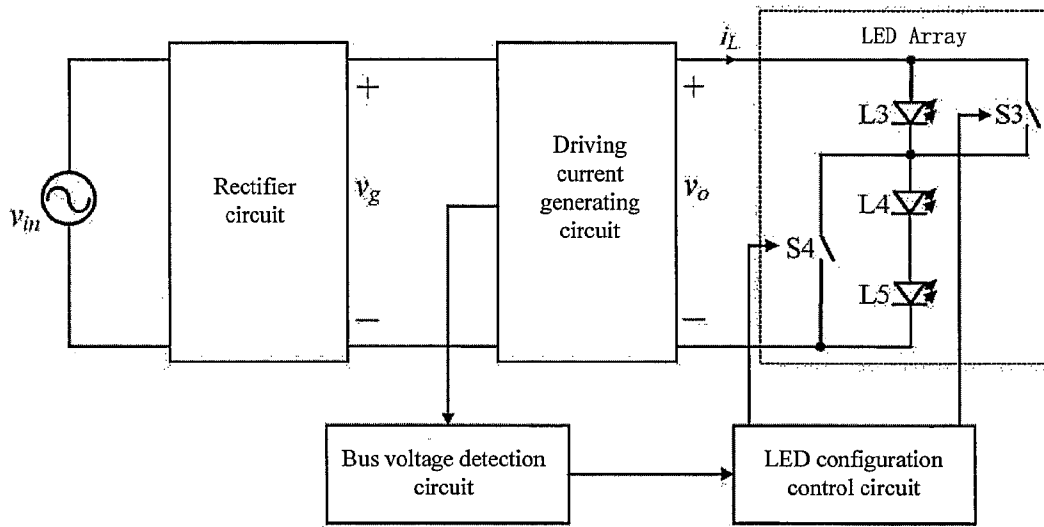 LED Array
i_L
+
+
L3
S3
Rectifier
circuit
v_g
Driving
current
generating
circuit
v_o
L4
v_in
S4
L5
−
−
Bus voltage detection
circuit
LED configuration
control circuit